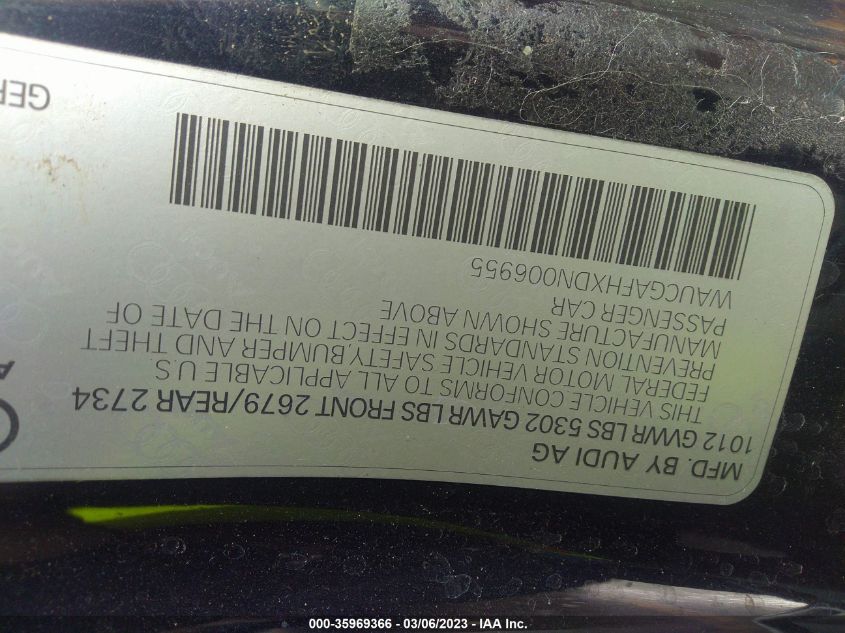 MFD. BY AUDI AG
1012 GWWR LBS 5302 GAWR LBS FRONT 2679/REAR 2734
THIS VEHICLE CONFORMS TO ALL APPLICABLE U.S
FEDERAL MOTOR VEHICLE SAFETY BUMPER AND THEFT
PREVENTION STANDARDS IN EFFECT ON THE DATE OF
MANUFACTURE SHOWN ABOVE
PASSENGER CAR
WAUCGAFHXDN006955
GER
000-35969366 - 03/06/2023 - IAA Inc.